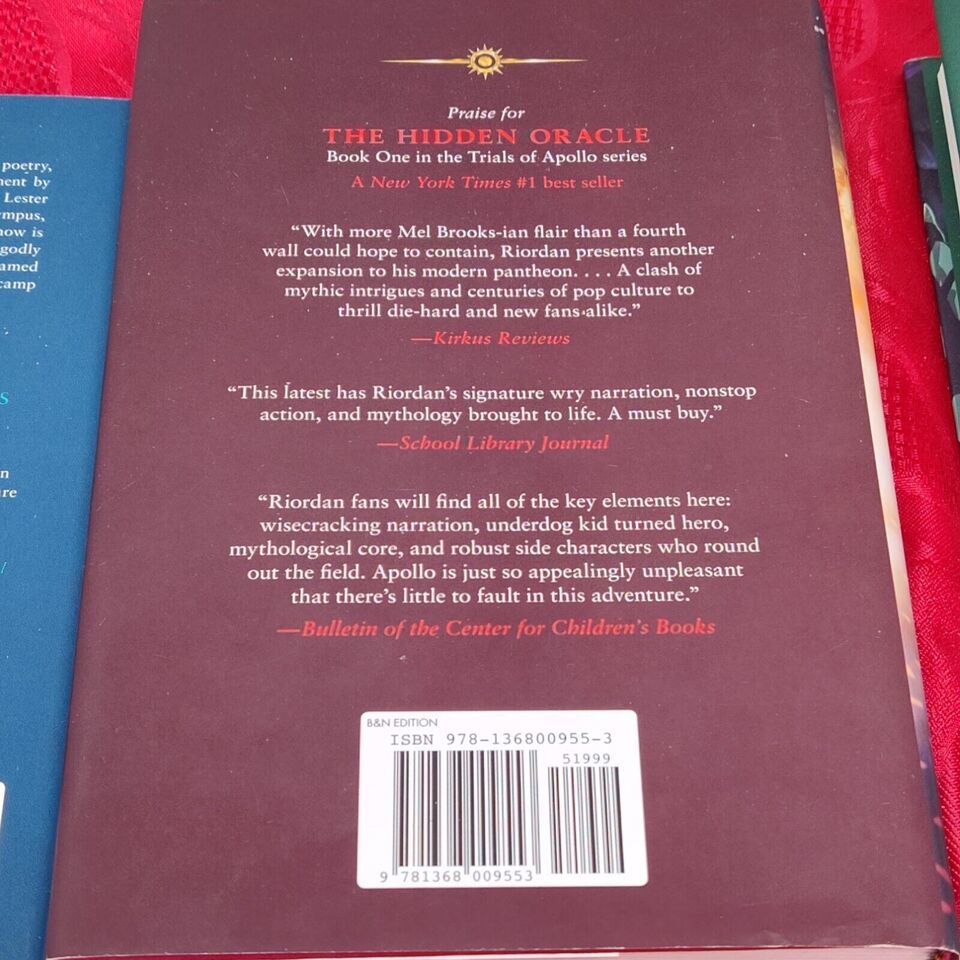 poetry,
ent by
Lester
mpus,
now is
godly
amed
camp
S
n
re
Praise for
THE HIDDEN ORACLE
Book One in the Trials of Apollo series
A New York Times #1 best seller
“With more Mel Brooks-ian flair than a fourth
wall could hope to contain, Riordan presents another
expansion to his modern pantheon. . . . A clash of
mythic intrigues and centuries of pop culture to
thrill die-hard and new fans alike.”
—Kirkus Reviews
“This latest has Riordan’s signature wry narration, nonstop
action, and mythology brought to life. A must buy.”
—School Library Journal
“Riordan fans will find all of the key elements here:
wisecracking narration, underdog kid turned hero,
mythological core, and robust side characters who round
out the field. Apollo is just so appealingly unpleasant
that there’s little to fault in this adventure.”
—Bulletin of the Center for Children’s Books
B&N EDITION
ISBN 978-136800955-3
51999
9 781368 009553